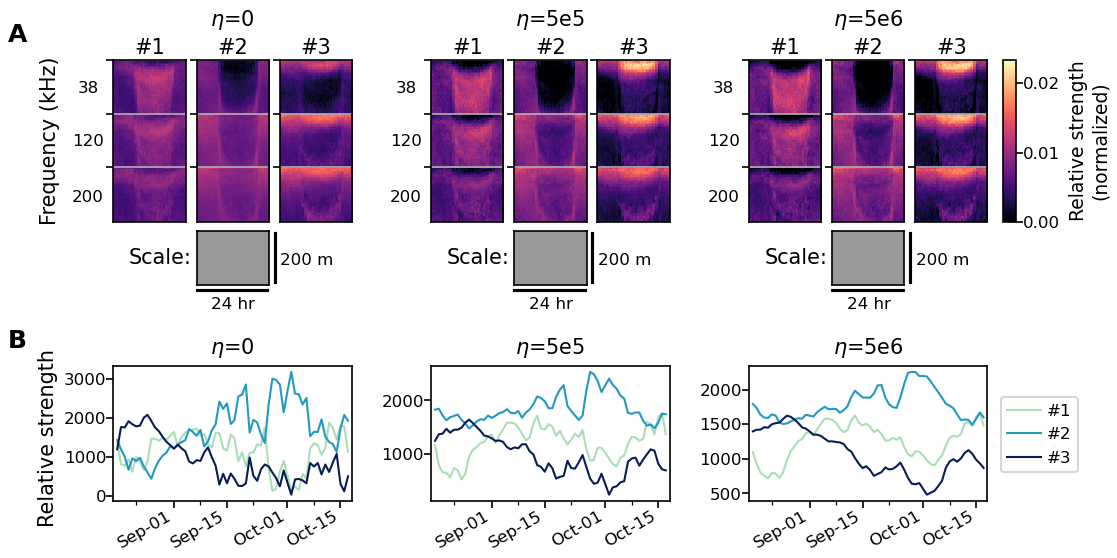 A
η=0
η=5e5
η=5e6
#1 #2 #3
#1 #2 #3
#1 #2 #3
Frequency (kHz)
38
120
200
38
120
200
38
120
200
0.02
0.01
0.00
Relative strength
(normalized)
Scale:
200 m
24 hr
Scale:
200 m
24 hr
Scale:
200 m
24 hr
B
η=0
η=5e5
η=5e6
Relative strength
3000
2000
1000
0
Sep-01
Sep-15
Oct-01
Oct-15
2000
1000
Sep-01
Sep-15
Oct-01
Oct-15
2000
1500
1000
500
Sep-01
Sep-15
Oct-01
Oct-15
#1
#2
#3